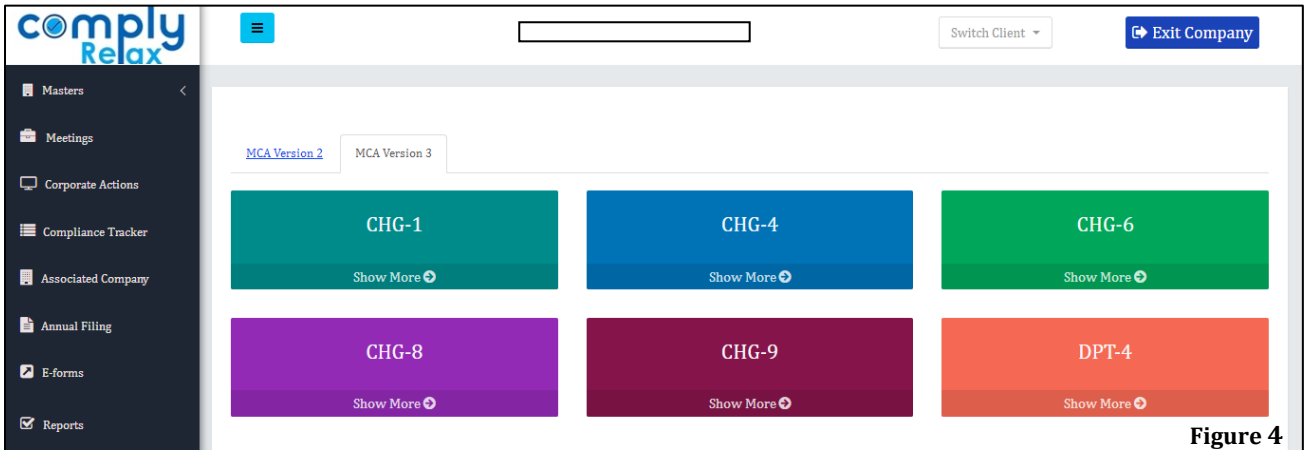 comply
Relax
Switch Client
Exit Company
Masters
Meetings
Corporate Actions
Compliance Tracker
Associated Company
Annual Filing
E-forms
Reports
MCA Version 2
MCA Version 3
CHG-1
CHG-4
CHG-6
Show More
Show More
Show More
CHG-8
CHG-9
DPT-4
Show More
Show More
Show More
Figure 4